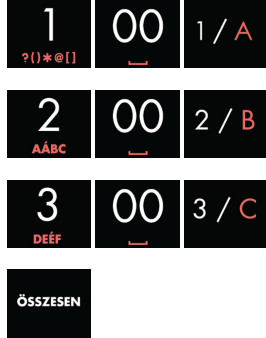 1 00 1 / A
?()*@[] ⎵
2 00 2 / B
AÁBC ⎵
3 00 3 / C
DEÉF ⎵
ÖSSZESEN